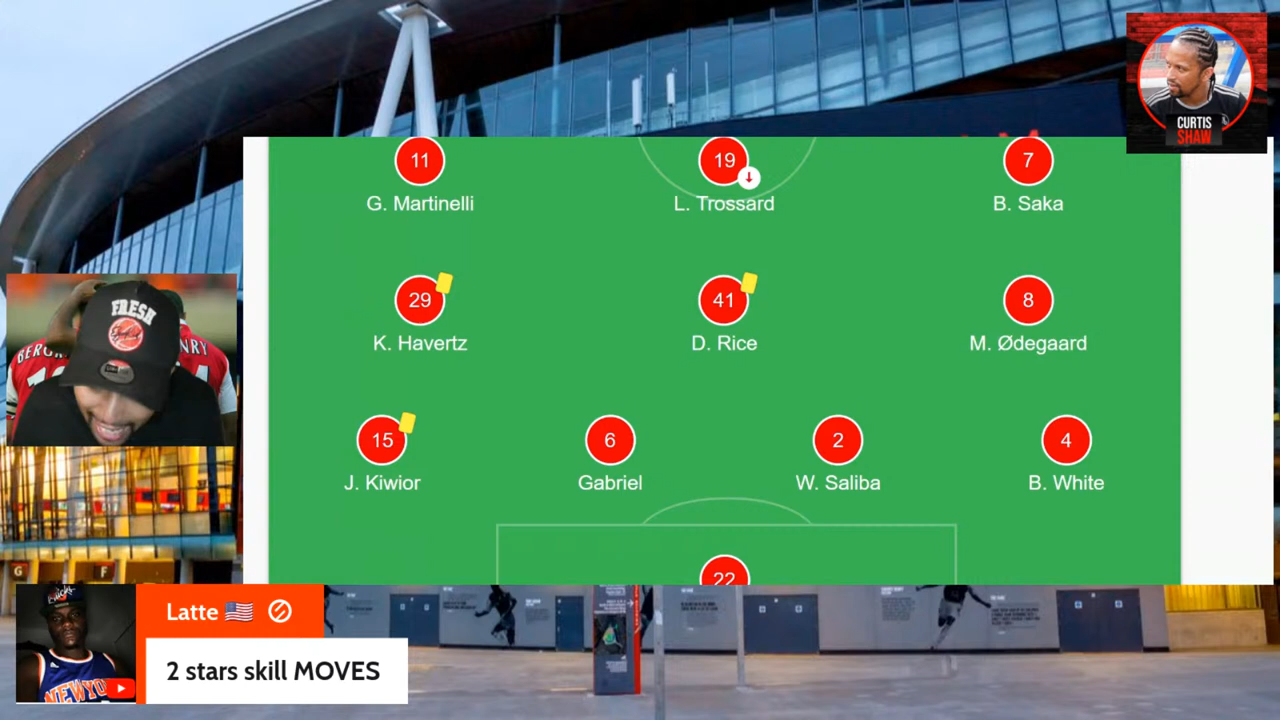 CURTIS
SHAW
11
19
7
G. Martinelli
L. Trossard
B. Saka
29
41
8
K. Havertz
D. Rice
M. Ødegaard
FRESH
15
6
2
4
J. Kiwior
Gabriel
W. Saliba
B. White
22
G
F
Latte
2 stars skill MOVES